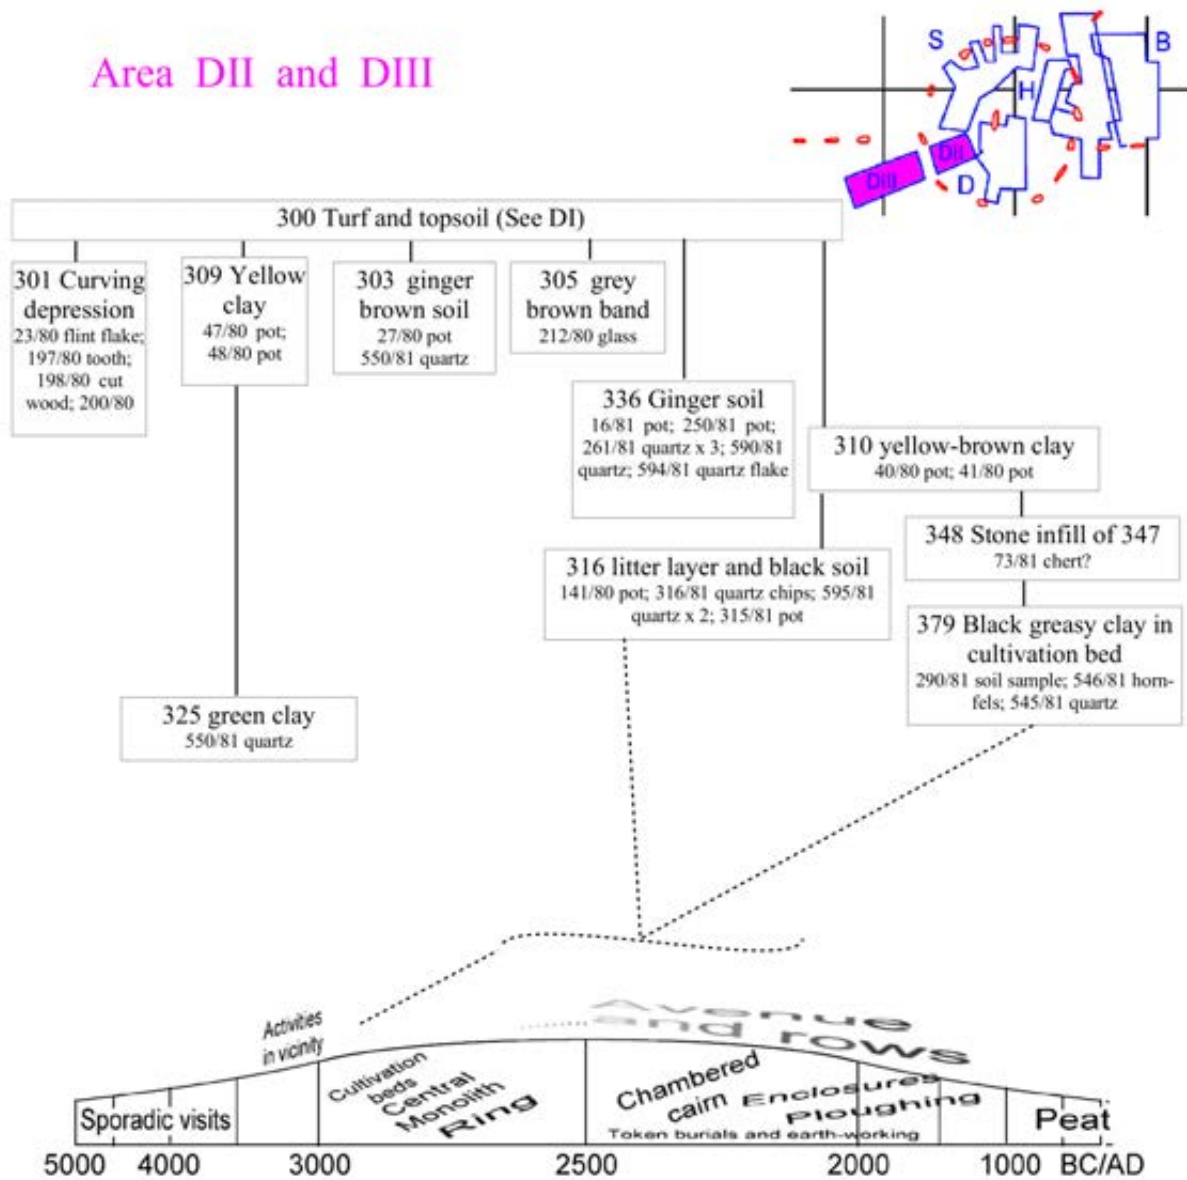 Area DII and DIII
S
B
H
DII
DIII
D
300 Turf and topsoil (See DI)
301 Curving
depression
23/80 flint flake;
197/80 tooth;
198/80 cut
wood; 200/80
309 Yellow
clay
47/80 pot;
48/80 pot
303 ginger
brown soil
27/80 pot
550/81 quartz
305 grey
brown band
212/80 glass
336 Ginger soil
16/81 pot; 250/81 pot;
261/81 quartz x 3; 590/81
quartz; 594/81 quartz flake
310 yellow-brown clay
40/80 pot; 41/80 pot
348 Stone infill of 347
73/81 chert?
316 litter layer and black soil
141/80 pot; 316/81 quartz chips; 595/81
quartz x 2; 315/81 pot
379 Black greasy clay in
cultivation bed
290/81 soil sample; 546/81 horn-
fels; 545/81 quartz
325 green clay
550/81 quartz
Activities
in vicinity
Avenue
and rows
Sporadic visits
Cultivation
beds
Central
Monolith
Ring
Chambered
cairn
Enclosures
Ploughing
Token burials and earth-working
Peat
5000 4000 3000 2500 2000 1000 BC/AD